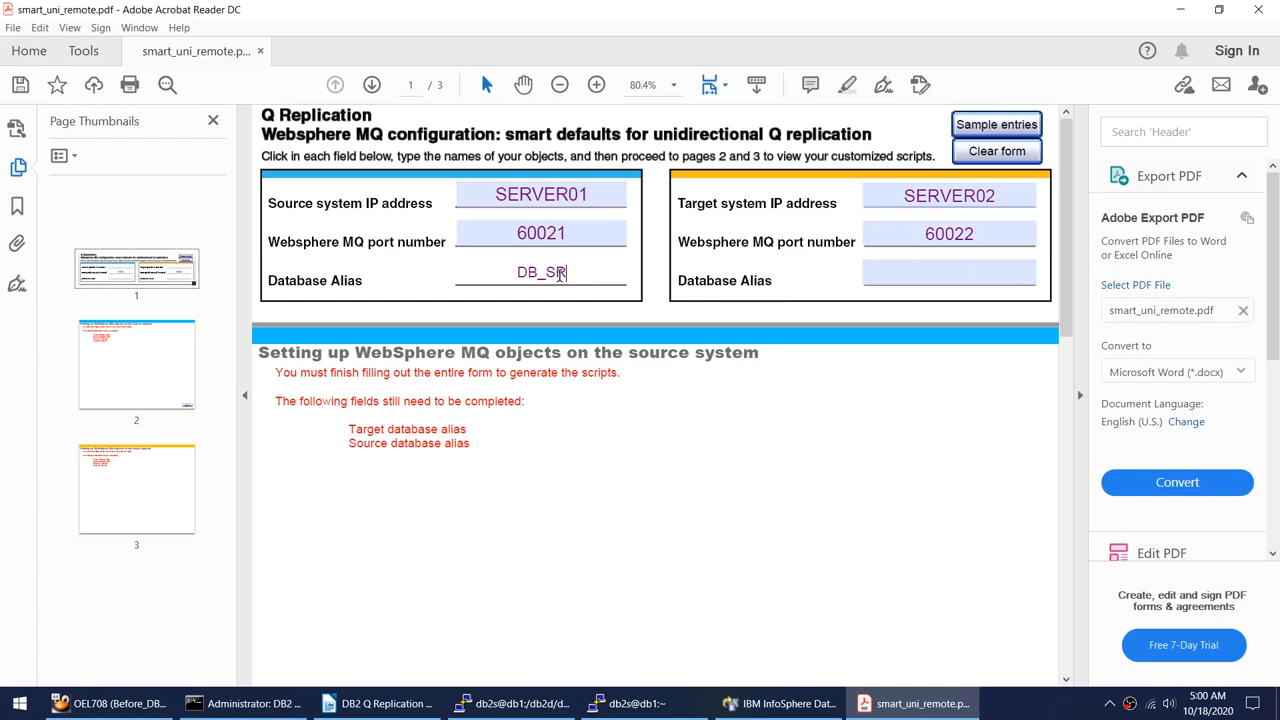 smart_uni_remote.pdf - Adobe Acrobat Reader DC
File Edit View Sign Window Help
Home Tools smart_uni_remote.p... × Sign In
1 / 3 80.4%
Page Thumbnails
1
2
3
Q Replication
Websphere MQ configuration: smart defaults for unidirectional Q replication
Click in each field below, type the names of your objects, and then proceed to pages 2 and 3 to view your customized scripts.
Sample entries
Clear form
Source system IP address SERVER01
Websphere MQ port number 60021
Database Alias DB_SR
Target system IP address SERVER02
Websphere MQ port number 60022
Database Alias
Setting up WebSphere MQ objects on the source system
You must finish filling out the entire form to generate the scripts.
The following fields still need to be completed:
Target database alias
Source database alias
Search 'Header'
Export PDF
Adobe Export PDF
Convert PDF Files to Word
or Excel Online
Select PDF File
smart_uni_remote.pdf
Convert to
Microsoft Word (*.docx)
Document Language:
English (U.S.) Change
Convert
Edit PDF
Create, edit and sign PDF
forms & agreements
Free 7-Day Trial
OEL708 (Before_DB... Administrator: DB2 ... DB2 Q Replication ... db2s@db1:/db2d/d... db2s@db1:~ IBM InfoSphere Dat... smart_uni_remote.p...
5:00 AM
10/18/2020